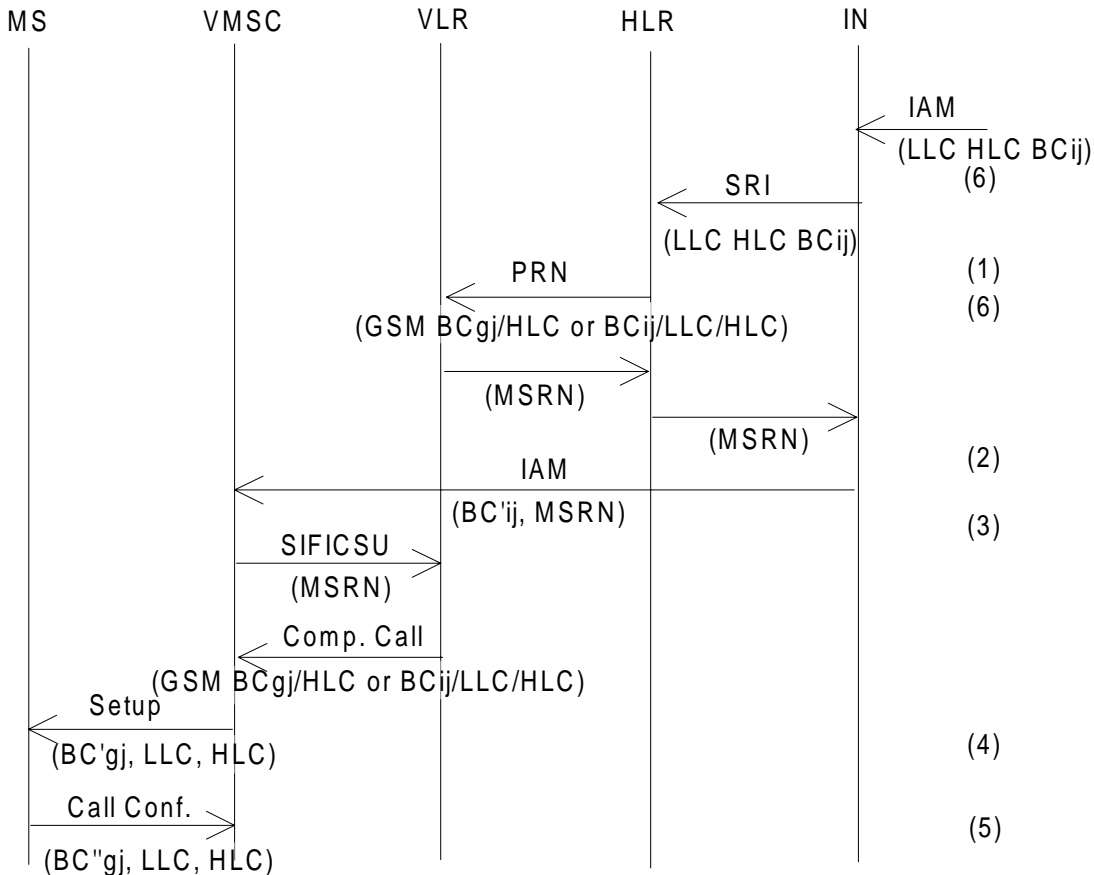 MS VMSC VLR HLR IN
IAM
(LLC HLC BCij)
(6)
SRI
(LLC HLC BCij)
(1)
PRN
(6)
(GSM BCgj/HLC or BCij/LLC/HLC)
(MSRN)
(MSRN)
(2)
IAM
(BC'ij, MSRN)
(3)
SIFICSU
(MSRN)
Comp. Call
(GSM BCgj/HLC or BCij/LLC/HLC)
Setup
(BC'gj, LLC, HLC)
(4)
Call Conf.
(5)
(BC"gj, LLC, HLC)